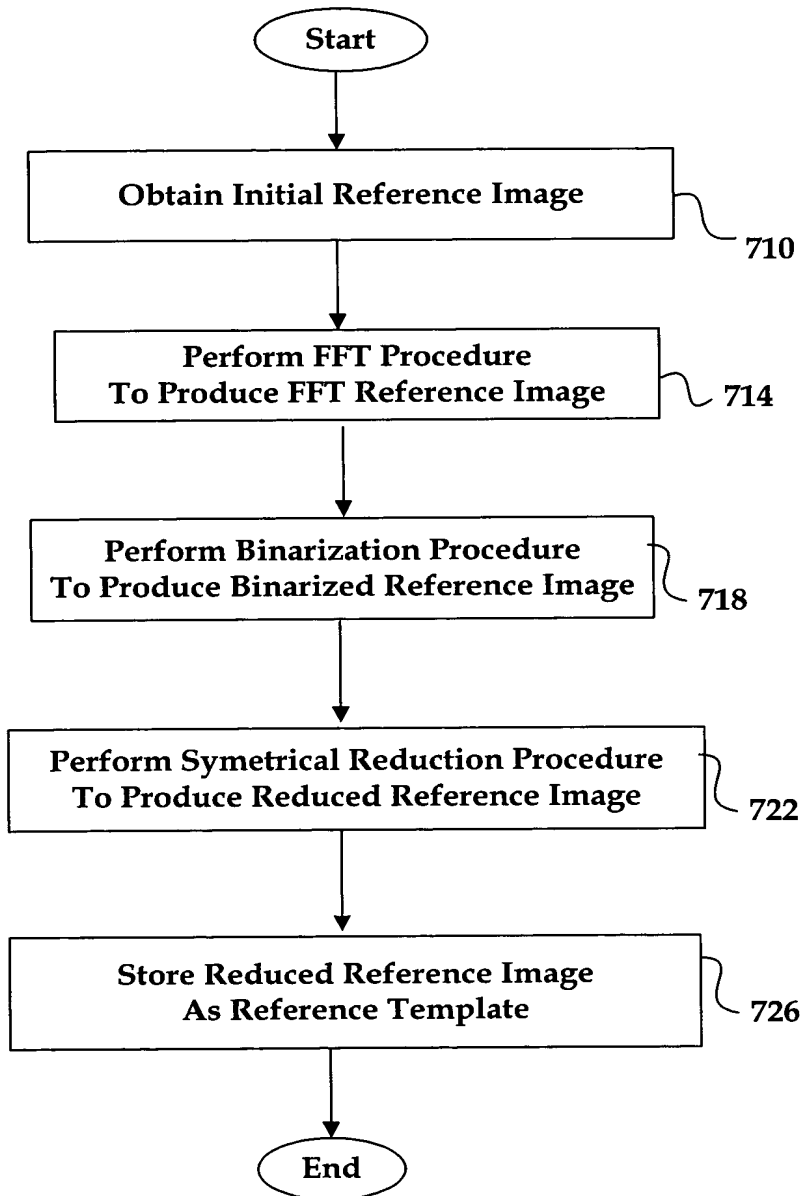 Start
Obtain Initial Reference Image
710
Perform FFT Procedure
To Produce FFT Reference Image
714
Perform Binarization Procedure
To Produce Binarized Reference Image
718
Perform Symetrical Reduction Procedure
To Produce Reduced Reference Image
722
Store Reduced Reference Image
As Reference Template
726
End